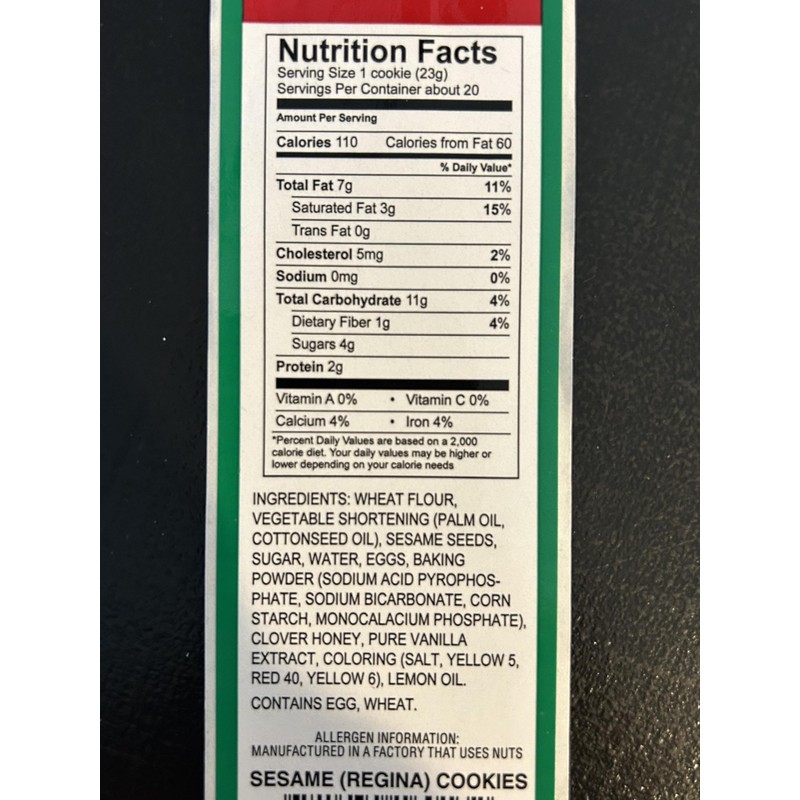 Nutrition Facts
Serving Size 1 cookie (23g)
Servings Per Container about 20
Amount Per Serving
Calories 110 Calories from Fat 60
% Daily Value*
Total Fat 7g 11%
Saturated Fat 3g 15%
Trans Fat 0g
Cholesterol 5mg 2%
Sodium 0mg 0%
Total Carbohydrate 11g 4%
Dietary Fiber 1g 4%
Sugars 4g
Protein 2g
Vitamin A 0% • Vitamin C 0%
Calcium 4% • Iron 4%
*Percent Daily Values are based on a 2,000
calorie diet. Your daily values may be higher or
lower depending on your calorie needs
INGREDIENTS: WHEAT FLOUR,
VEGETABLE SHORTENING (PALM OIL,
COTTONSEED OIL), SESAME SEEDS,
SUGAR, WATER, EGGS, BAKING
POWDER (SODIUM ACID PYROPHOS-
PHATE, SODIUM BICARBONATE, CORN
STARCH, MONOCALACIUM PHOSPHATE),
CLOVER HONEY, PURE VANILLA
EXTRACT, COLORING (SALT, YELLOW 5,
RED 40, YELLOW 6), LEMON OIL.
CONTAINS EGG, WHEAT.
ALLERGEN INFORMATION:
MANUFACTURED IN A FACTORY THAT USES NUTS
SESAME (REGINA) COOKIES